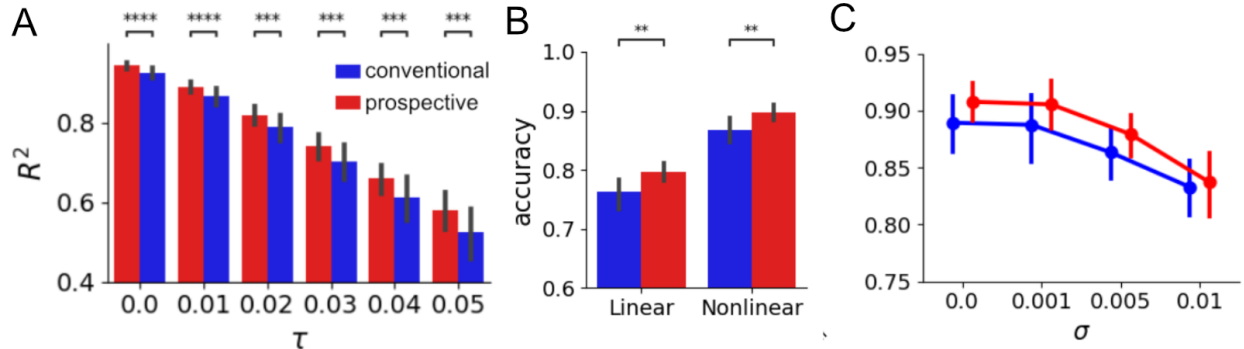 A
**** **** *** *** *** ***
conventional
prospective
R²
0.8
0.6
0.4
0.0 0.01 0.02 0.03 0.04 0.05
τ
B
** **
1.0
0.9
0.8
0.7
0.6
accuracy
Linear Nonlinear
C
0.95
0.90
0.85
0.80
0.75
0.0 0.001 0.005 0.01
σ